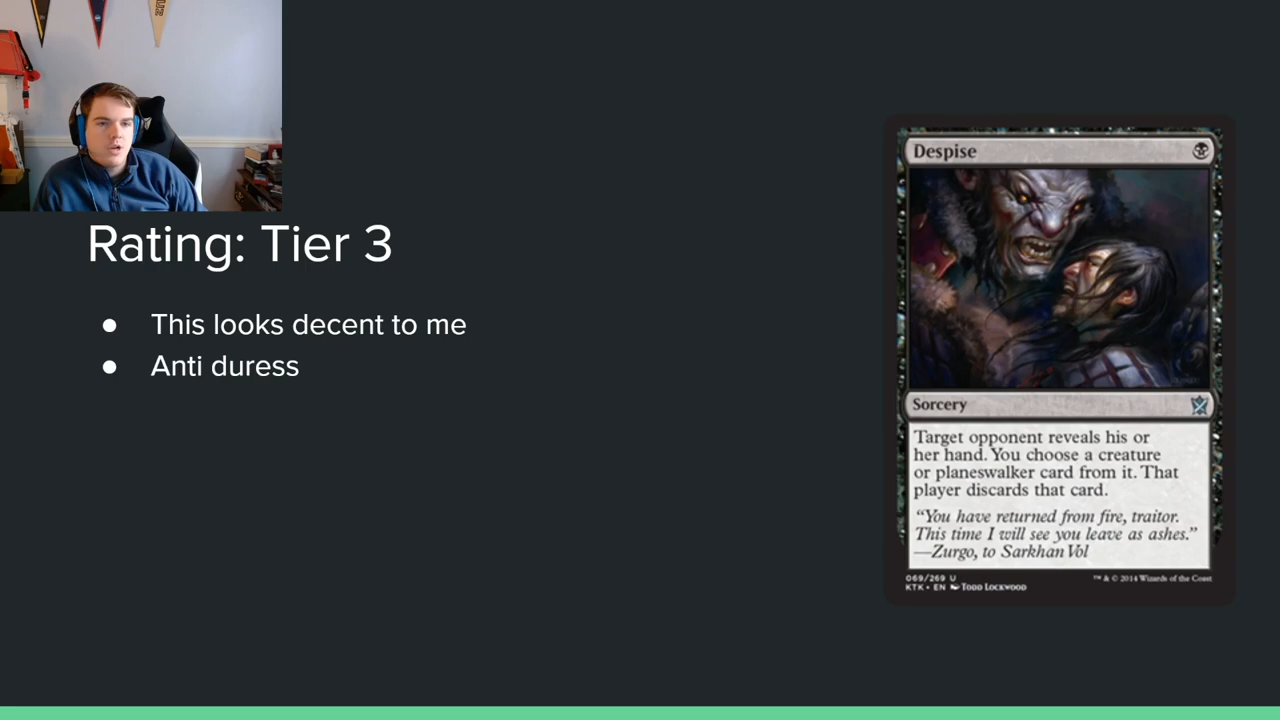 Rating: Tier 3
● This looks decent to me
● Anti duress
Despise
Sorcery
Target opponent reveals his or
her hand. You choose a creature
or planeswalker card from it. That
player discards that card.
“You have returned from fire, traitor.
This time I will see you leave as ashes.”
—Zurgo, to Sarkhan Vol
069/269 U
KTK • EN Todd Lockwood
™ & © 2014 Wizards of the Coast